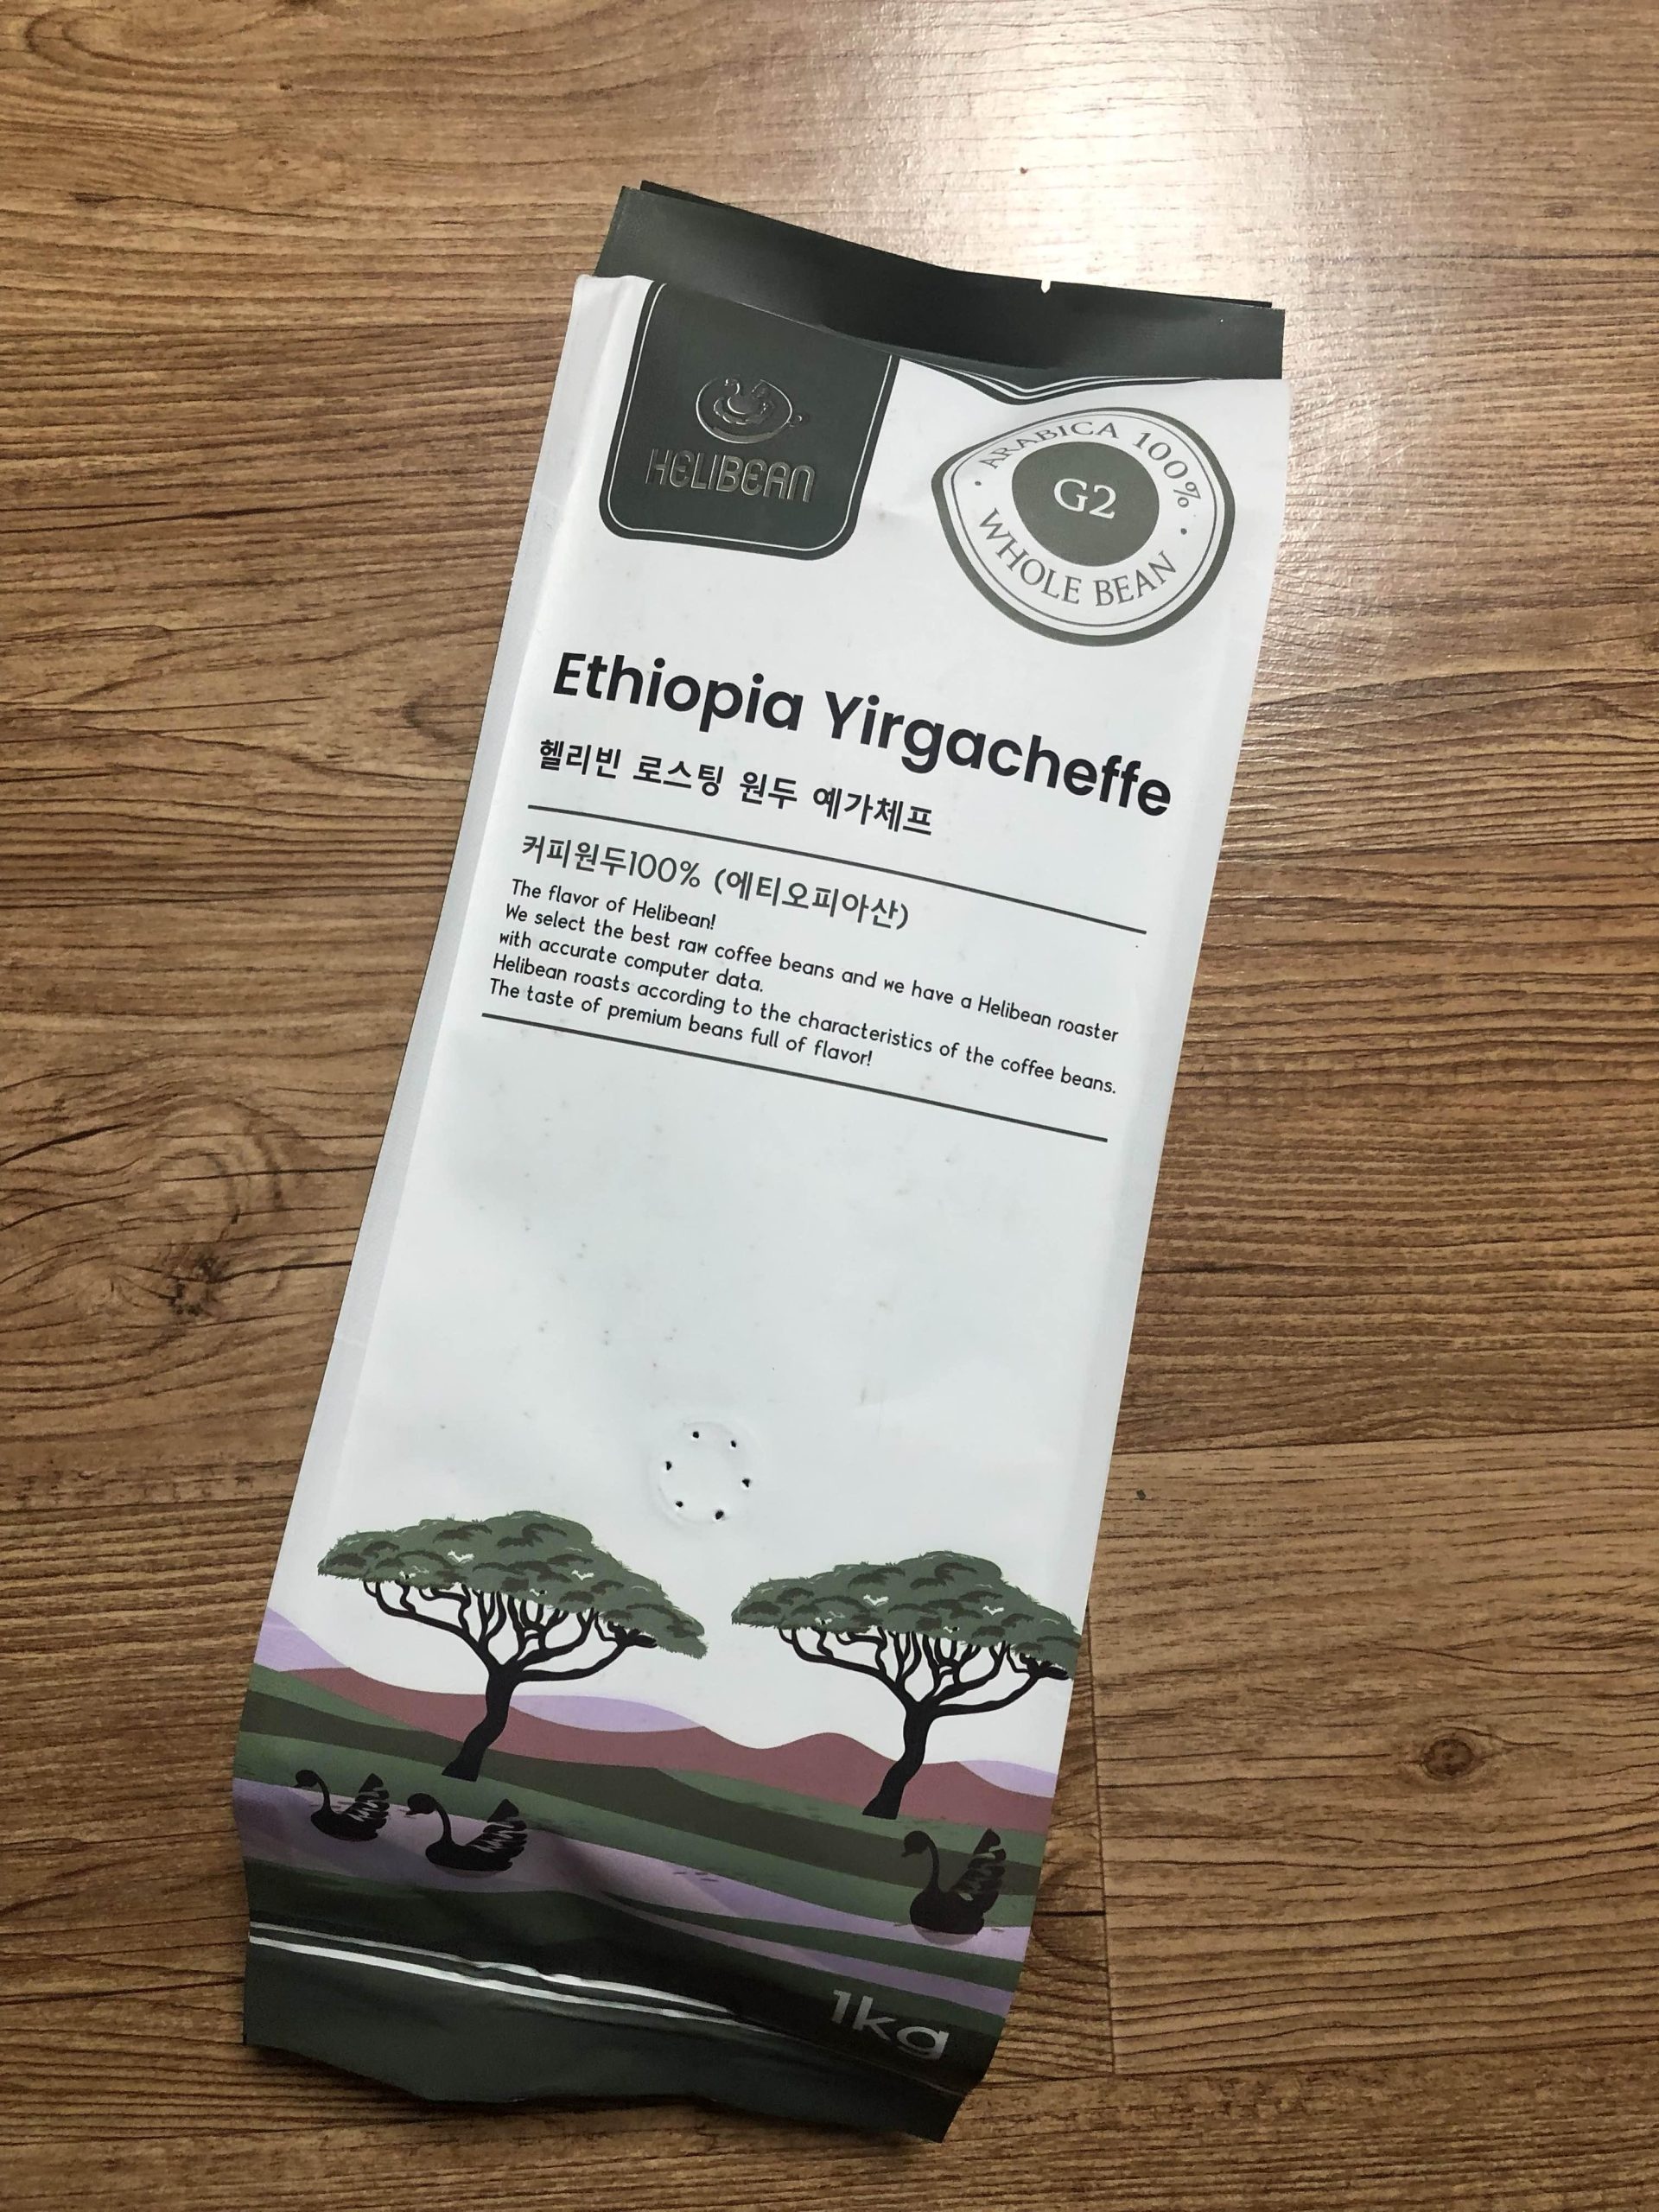 HELIBEAN
ARABICA 100%
G2
WHOLE BEAN
Ethiopia Yirgacheffe
헬리빈 로스팅 원두 예가체프
커피원두100% (에티오피아산)
The flavor of Helibean!
We select the best raw coffee beans and we have a Helibean roaster
with accurate computer data.
Helibean roasts according to the characteristics of the coffee beans.
The taste of premium beans full of flavor!
1kg